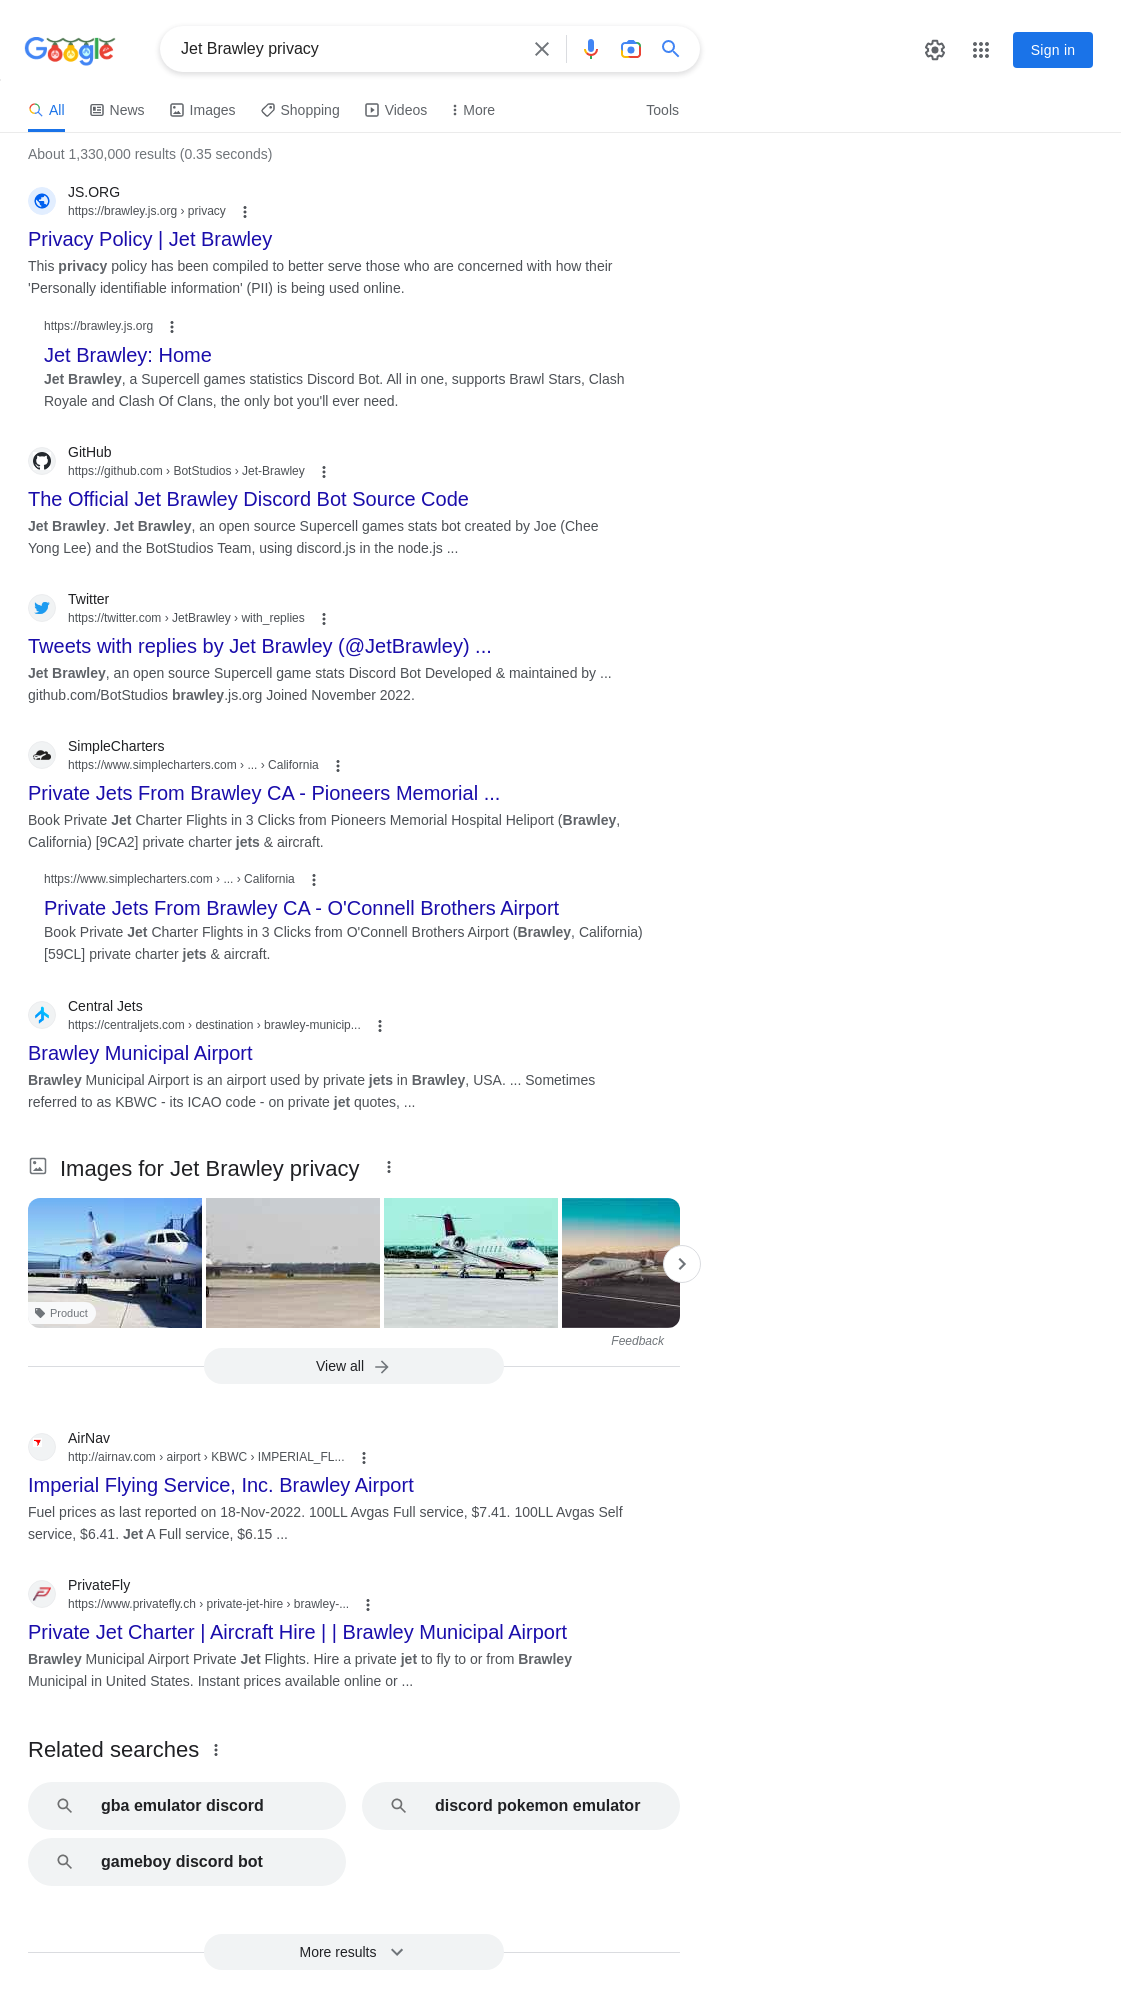 Google
Jet Brawley privacy
Sign in
All
News
Images
Shopping
Videos
More
Tools
About 1,330,000 results (0.35 seconds)
JS.ORG
https://brawley.js.org › privacy
Privacy Policy | Jet Brawley
This privacy policy has been compiled to better serve those who are concerned with how their
'Personally identifiable information' (PII) is being used online.
https://brawley.js.org
Jet Brawley: Home
Jet Brawley, a Supercell games statistics Discord Bot. All in one, supports Brawl Stars, Clash
Royale and Clash Of Clans, the only bot you'll ever need.
GitHub
https://github.com › BotStudios › Jet-Brawley
The Official Jet Brawley Discord Bot Source Code
Jet Brawley. Jet Brawley, an open source Supercell games stats bot created by Joe (Chee
Yong Lee) and the BotStudios Team, using discord.js in the node.js ...
Twitter
https://twitter.com › JetBrawley › with_replies
Tweets with replies by Jet Brawley (@JetBrawley) ...
Jet Brawley, an open source Supercell game stats Discord Bot Developed & maintained by ...
github.com/BotStudios brawley.js.org Joined November 2022.
SimpleCharters
https://www.simplecharters.com › ... › California
Private Jets From Brawley CA - Pioneers Memorial ...
Book Private Jet Charter Flights in 3 Clicks from Pioneers Memorial Hospital Heliport (Brawley,
California) [9CA2] private charter jets & aircraft.
https://www.simplecharters.com › ... › California
Private Jets From Brawley CA - O'Connell Brothers Airport
Book Private Jet Charter Flights in 3 Clicks from O'Connell Brothers Airport (Brawley, California)
[59CL] private charter jets & aircraft.
Central Jets
https://centraljets.com › destination › brawley-municip...
Brawley Municipal Airport
Brawley Municipal Airport is an airport used by private jets in Brawley, USA. ... Sometimes
referred to as KBWC - its ICAO code - on private jet quotes, ...
Images for Jet Brawley privacy
Product
Feedback
View all
AirNav
http://airnav.com › airport › KBWC › IMPERIAL_FL...
Imperial Flying Service, Inc. Brawley Airport
Fuel prices as last reported on 18-Nov-2022. 100LL Avgas Full service, $7.41. 100LL Avgas Self
service, $6.41. Jet A Full service, $6.15 ...
PrivateFly
https://www.privatefly.ch › private-jet-hire › brawley-...
Private Jet Charter | Aircraft Hire | | Brawley Municipal Airport
Brawley Municipal Airport Private Jet Flights. Hire a private jet to fly to or from Brawley
Municipal in United States. Instant prices available online or ...
Related searches
gba emulator discord
discord pokemon emulator
gameboy discord bot
More results